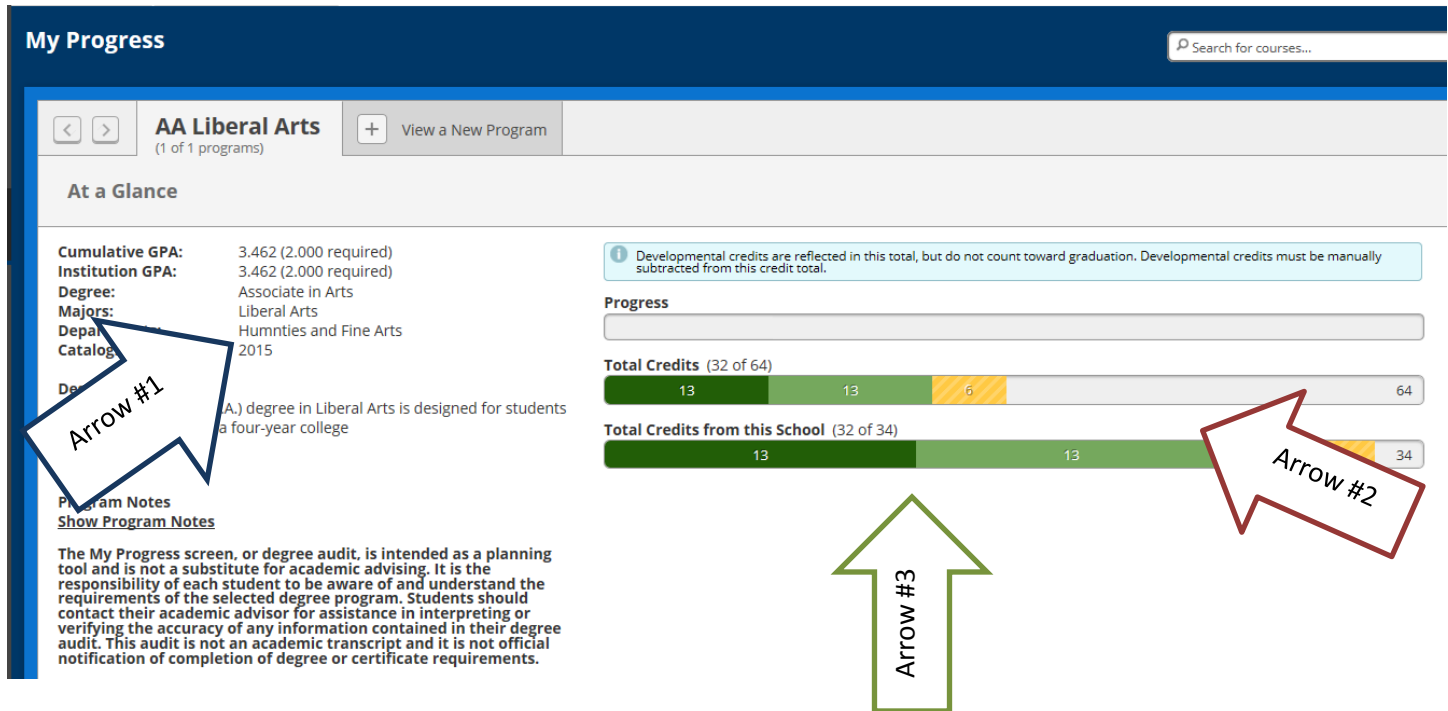 My Progress
Search for courses...
AA Liberal Arts
(1 of 1 programs)
View a New Program
At a Glance
Cumulative GPA: 3.462 (2.000 required)
Institution GPA: 3.462 (2.000 required)
Degree: Associate in Arts
Majors: Liberal Arts
Humnties and Fine Arts
Catalog: 2015
.A.) degree in Liberal Arts is designed for students
a four-year college
Program Notes
Show Program Notes
The My Progress screen, or degree audit, is intended as a planning
tool and is not a substitute for academic advising. It is the
responsibility of each student to be aware of and understand the
requirements of the selected degree program. Students should
contact their academic advisor for assistance in interpreting or
verifying the accuracy of any information contained in their degree
audit. This audit is not an academic transcript and it is not official
notification of completion of degree or certificate requirements.
Developmental credits are reflected in this total, but do not count toward graduation. Developmental credits must be manually
subtracted from this credit total.
Progress
Total Credits (32 of 64)
13 13 6 64
Total Credits from this School (32 of 34)
13 13 34
Arrow #1
Arrow #2
Arrow #3